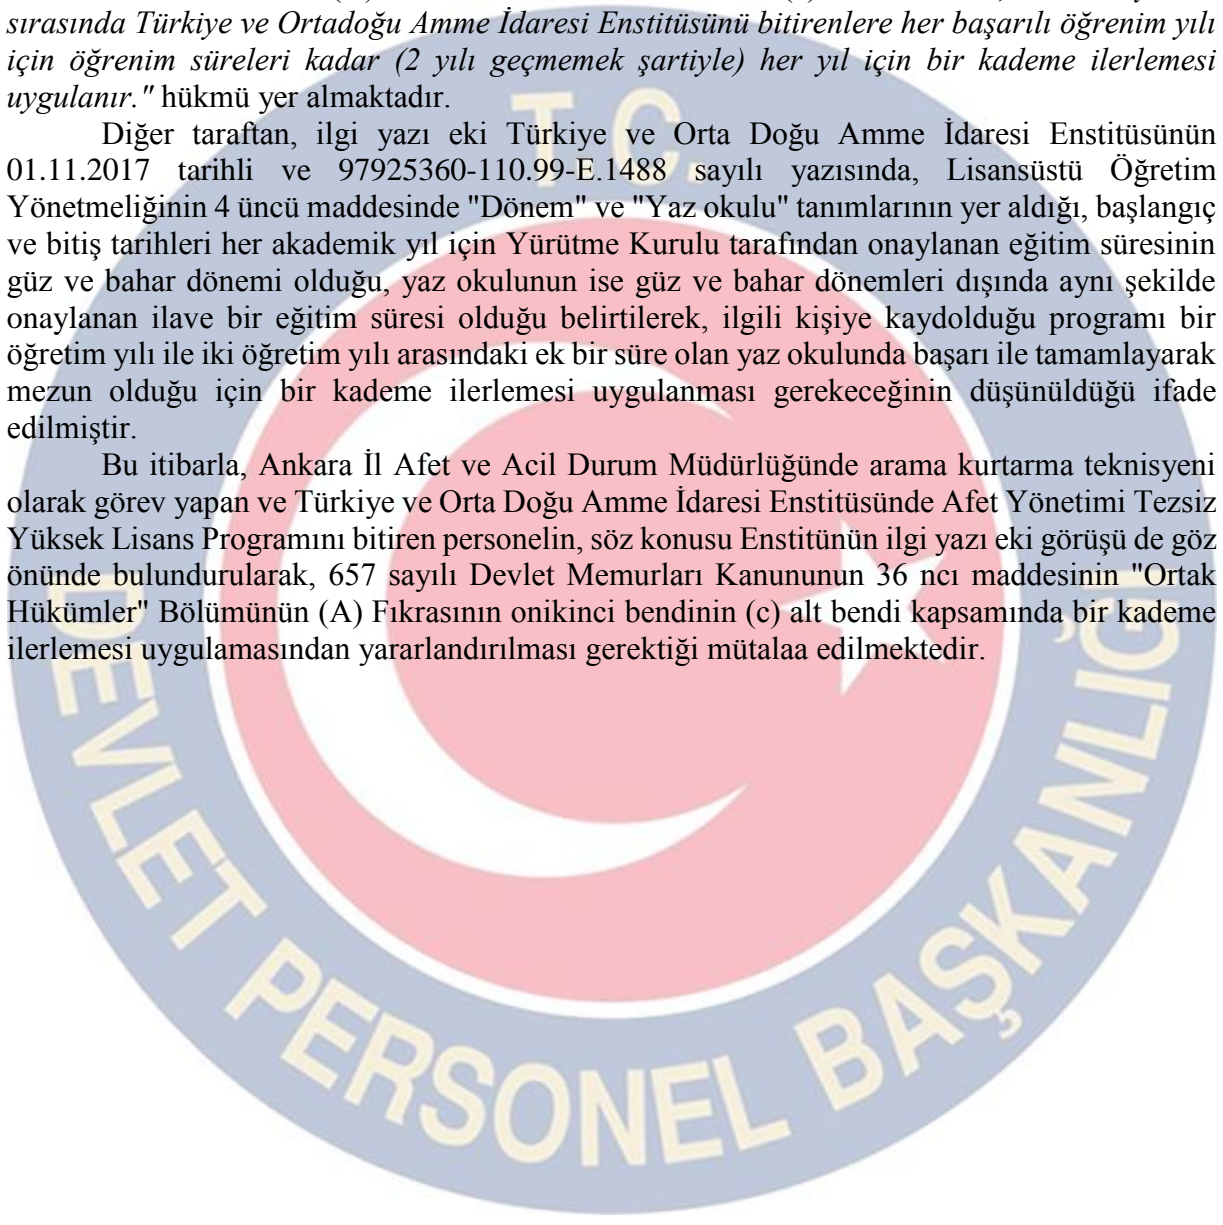 sırasında Türkiye ve Ortadoğu Amme İdaresi Enstitüsünü bitirenlere her başarılı öğrenim yılı
için öğrenim süreleri kadar (2 yılı geçmemek şartiyle) her yıl için bir kademe ilerlemesi
uygulanır." hükmü yer almaktadır.
Diğer taraftan, ilgi yazı eki Türkiye ve Orta Doğu Amme İdaresi Enstitüsünün
01.11.2017 tarihli ve 97925360-110.99-E.1488 sayılı yazısında, Lisansüstü Öğretim
Yönetmeliğinin 4 üncü maddesinde "Dönem" ve "Yaz okulu" tanımlarının yer aldığı, başlangıç
ve bitiş tarihleri her akademik yıl için Yürütme Kurulu tarafından onaylanan eğitim süresinin
güz ve bahar dönemi olduğu, yaz okulunun ise güz ve bahar dönemleri dışında aynı şekilde
onaylanan ilave bir eğitim süresi olduğu belirtilerek, ilgili kişiye kaydolduğu programı bir
öğretim yılı ile iki öğretim yılı arasındaki ek bir süre olan yaz okulunda başarı ile tamamlayarak
mezun olduğu için bir kademe ilerlemesi uygulanması gerekeceğinin düşünüldüğü ifade
edilmiştir.
Bu itibarla, Ankara İl Afet ve Acil Durum Müdürlüğünde arama kurtarma teknisyeni
olarak görev yapan ve Türkiye ve Orta Doğu Amme İdaresi Enstitüsünde Afet Yönetimi Tezsiz
Yüksek Lisans Programını bitiren personelin, söz konusu Enstitünün ilgi yazı eki görüşü de göz
önünde bulundurularak, 657 sayılı Devlet Memurları Kanununun 36 ncı maddesinin "Ortak
Hükümler" Bölümünün (A) Fıkrasının onikinci bendinin (c) alt bendi kapsamında bir kademe
ilerlemesi uygulamasından yararlandırılması gerektiği mütalaa edilmektedir.
T.C.
DEVLET PERSONEL BAŞKANLIĞI